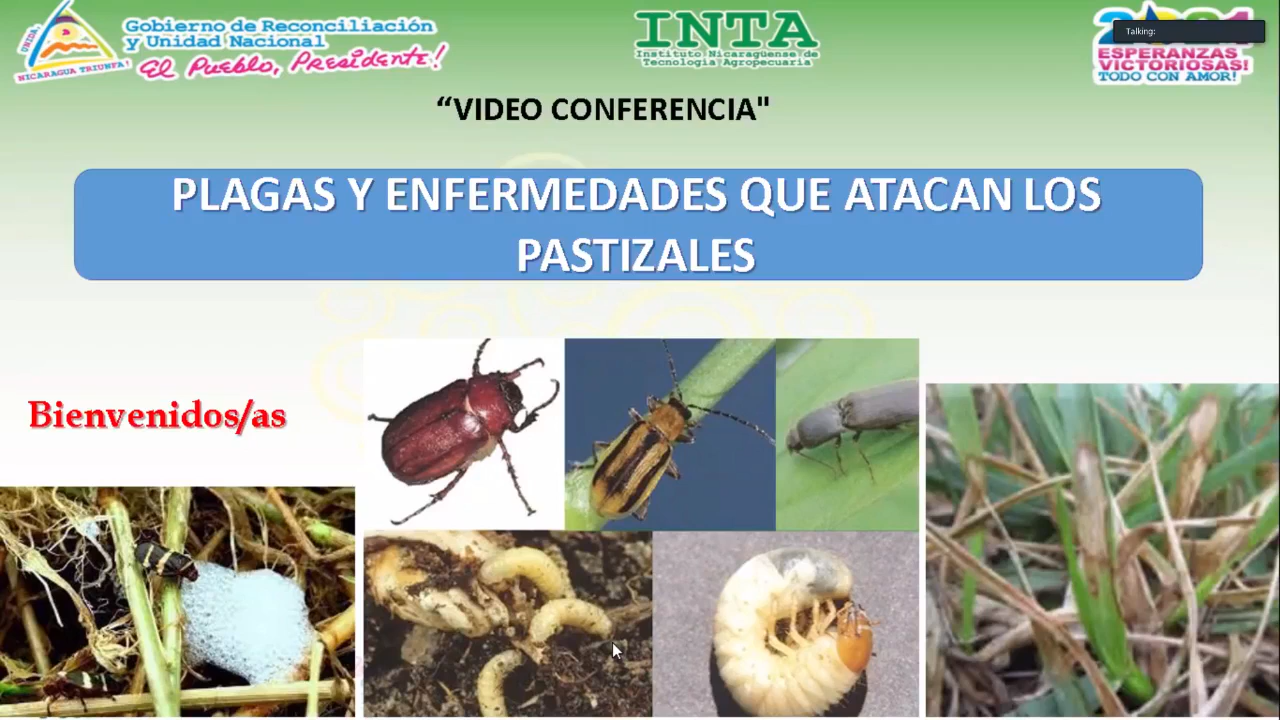 Gobierno de Reconciliación
y Unidad Nacional
El Pueblo, Presidente!
UNIDA,
NICARAGUA TRIUNFA!
INTA
Instituto Nicaragüense de
Tecnología Agropecuaria
Talking:
ESPERANZAS
VICTORIOSAS!
TODO CON AMOR!
“VIDEO CONFERENCIA"
PLAGAS Y ENFERMEDADES QUE ATACAN LOS
PASTIZALES
Bienvenidos/as